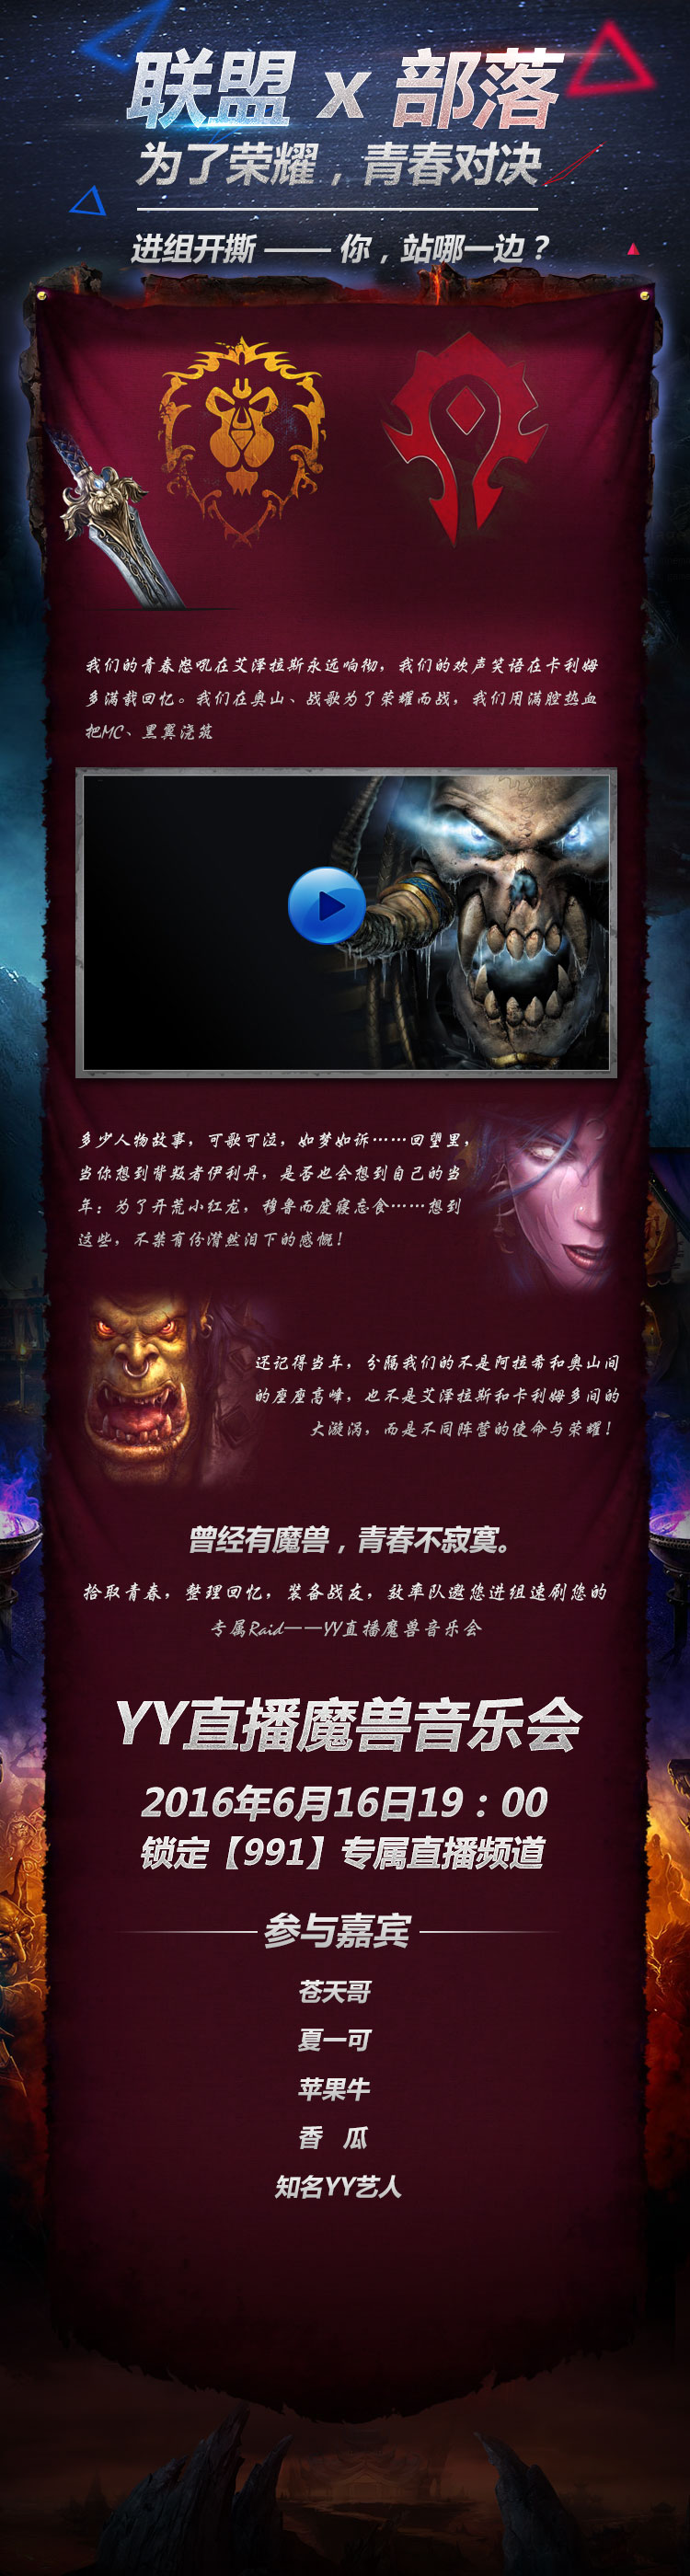 联盟 x 部落
为了荣耀，青春对决
进组开撕 —— 你，站哪一边？
我们的青春怒吼在艾泽拉斯永远响彻，我们的欢声笑语在卡利姆
多满载回忆。我们在奥山、战歌为了荣耀而战，我们用满腔热血
把MC、黑翼浇筑
多少人物故事，可歌可泣，如梦如诉……回望里，
当你想到背叛者伊利丹，是否也会想到自己的当
年：为了开荒小红龙，穆鲁而废寝忘食……想到
这些，不禁有份潸然泪下的感慨！
还记得当年，分隔我们的不是阿拉希和奥山间
的座座高峰，也不是艾泽拉斯和卡利姆多间的
大漩涡，而是不同阵营的使命与荣耀！
曾经有魔兽，青春不寂寞。
拾取青春，整理回忆，装备战友，效率队邀您进组速刷您的
专属Raid——YY直播魔兽音乐会
YY直播魔兽音乐会
2016年6月16日19：00
锁定【991】专属直播频道
参与嘉宾
苍天哥
夏一可
苹果牛
香 瓜
知名YY艺人